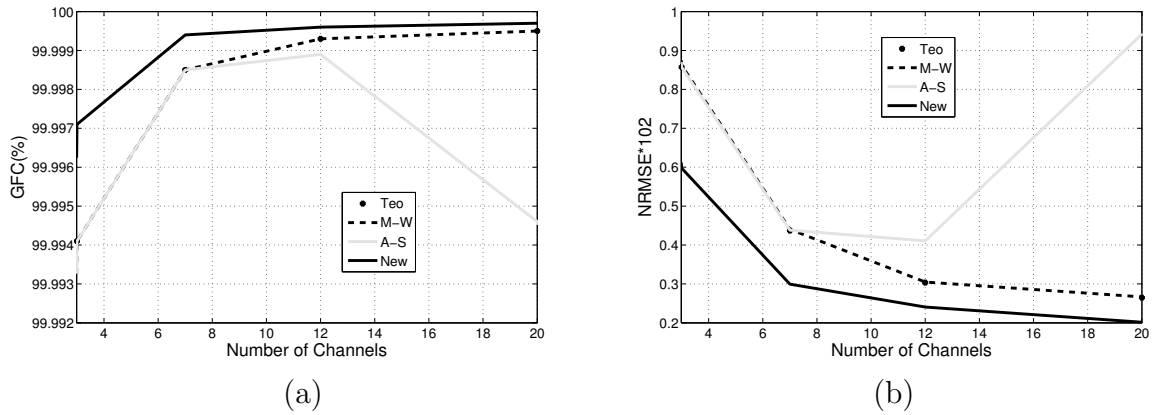 100
99.999
99.998
99.997
99.996
99.995
99.994
99.993
99.992
GFC(%)
4 6 8 10 12 14 16 18 20
Number of Channels
Teo
M-W
A-S
New
(a)
1
0.9
0.8
0.7
0.6
0.5
0.4
0.3
0.2
NRMSE*102
4 6 8 10 12 14 16 18 20
Number of Channels
Teo
M-W
A-S
New
(b)